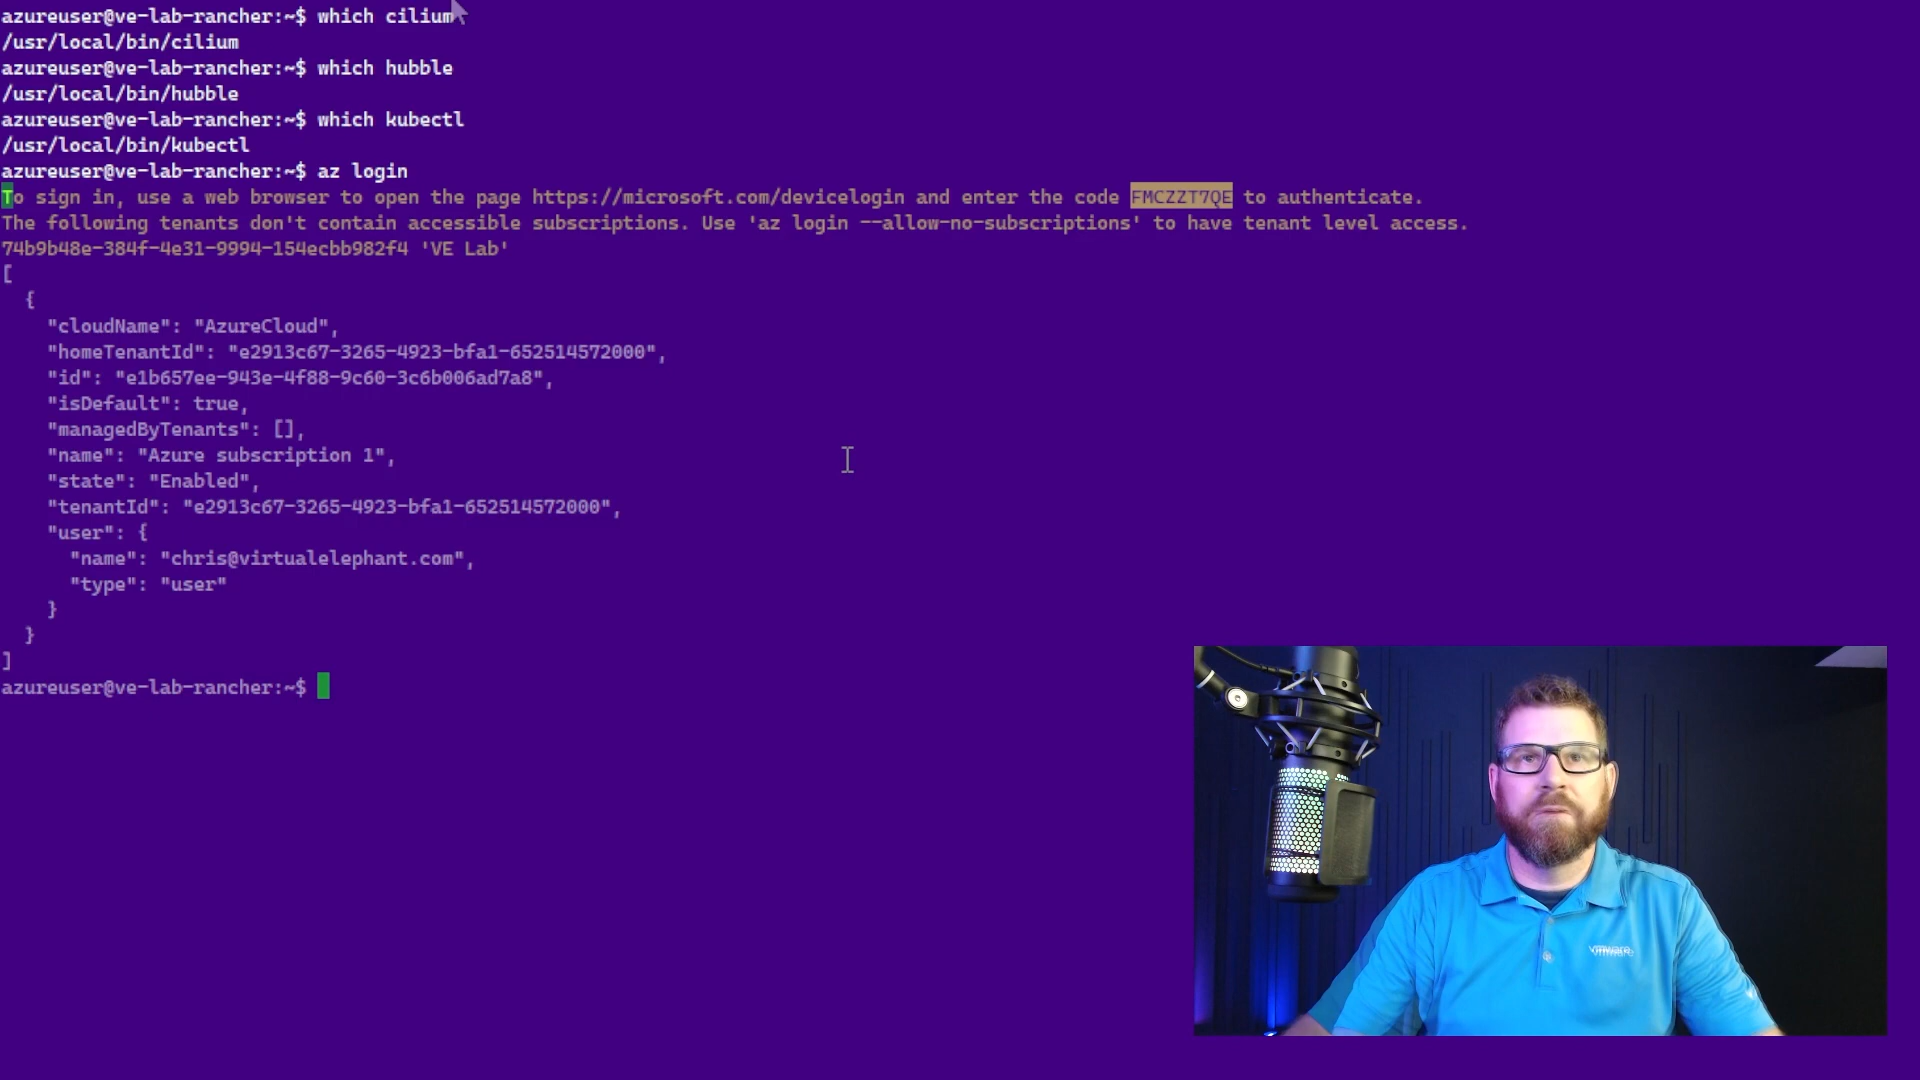 azureuser@ve-lab-rancher:~$ which cilium
/usr/local/bin/cilium
azureuser@ve-lab-rancher:~$ which hubble
/usr/local/bin/hubble
azureuser@ve-lab-rancher:~$ which kubectl
/usr/local/bin/kubectl
azureuser@ve-lab-rancher:~$ az login
To sign in, use a web browser to open the page https://microsoft.com/devicelogin and enter the code FMCZZT7QE to authenticate.
The following tenants don't contain accessible subscriptions. Use 'az login --allow-no-subscriptions' to have tenant level access.
74b9b48e-384f-4e31-9994-154ecbb982f4 'VE Lab'
[
  {
    "cloudName": "AzureCloud",
    "homeTenantId": "e2913c67-3265-4923-bfa1-652514572000",
    "id": "e1b657ee-943e-4f88-9c60-3c6b006ad7a8",
    "isDefault": true,
    "managedByTenants": [],
    "name": "Azure subscription 1",
    "state": "Enabled",
    "tenantId": "e2913c67-3265-4923-bfa1-652514572000",
    "user": {
      "name": "chris@virtualelephant.com",
      "type": "user"
    }
  }
]
azureuser@ve-lab-rancher:~$
vmware